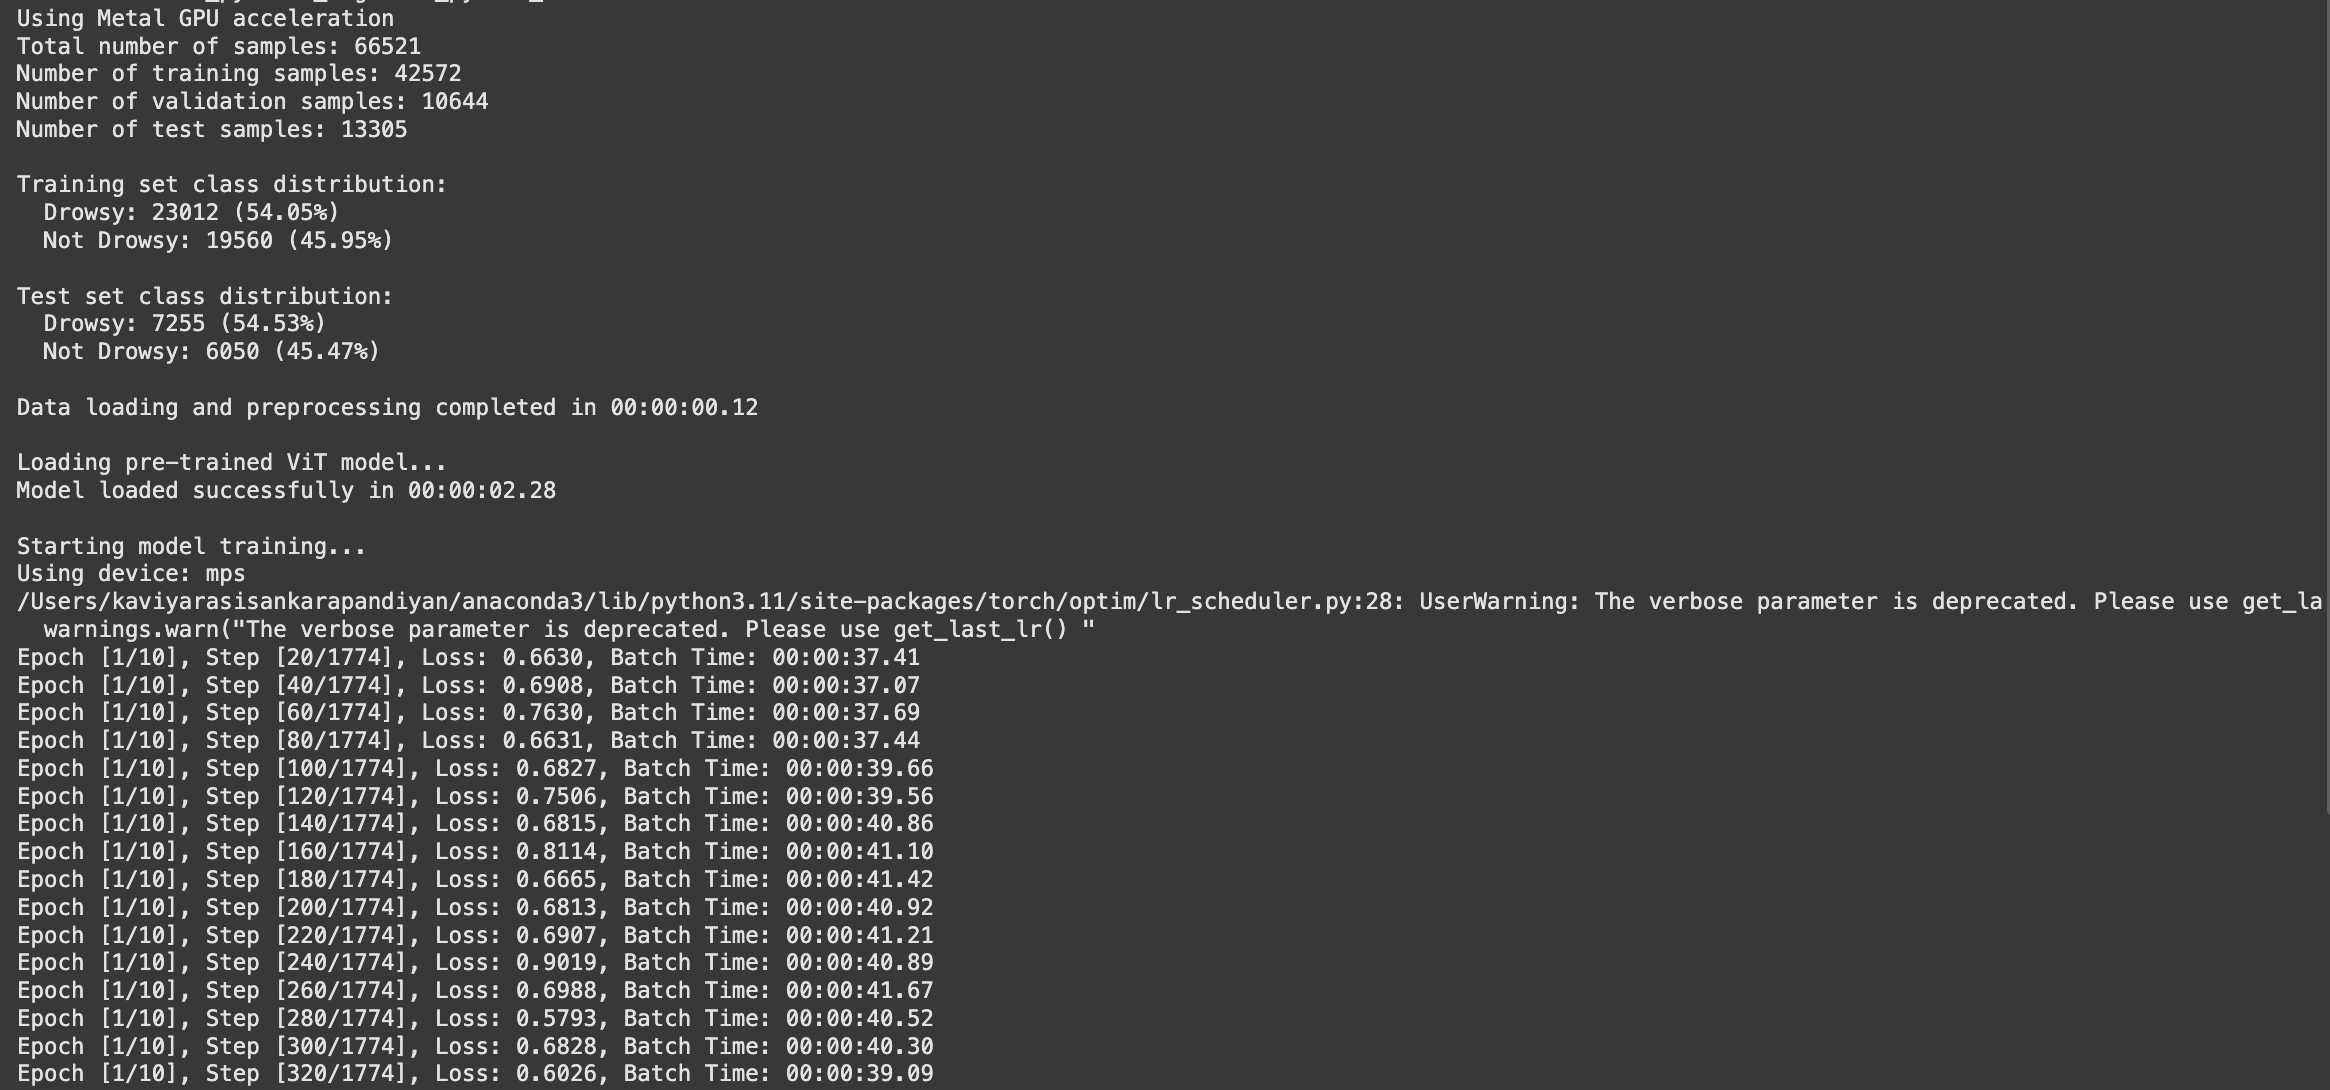 Using Metal GPU acceleration
Total number of samples: 66521
Number of training samples: 42572
Number of validation samples: 10644
Number of test samples: 13305
Training set class distribution:
  Drowsy: 23012 (54.05%)
  Not Drowsy: 19560 (45.95%)
Test set class distribution:
  Drowsy: 7255 (54.53%)
  Not Drowsy: 6050 (45.47%)
Data loading and preprocessing completed in 00:00:00.12
Loading pre-trained ViT model...
Model loaded successfully in 00:00:02.28
Starting model training...
Using device: mps
/Users/kaviyarasisankarapandiyan/anaconda3/lib/python3.11/site-packages/torch/optim/lr_scheduler.py:28: UserWarning: The verbose parameter is deprecated. Please use get_la
  warnings.warn("The verbose parameter is deprecated. Please use get_last_lr() "
Epoch [1/10], Step [20/1774], Loss: 0.6630, Batch Time: 00:00:37.41
Epoch [1/10], Step [40/1774], Loss: 0.6908, Batch Time: 00:00:37.07
Epoch [1/10], Step [60/1774], Loss: 0.7630, Batch Time: 00:00:37.69
Epoch [1/10], Step [80/1774], Loss: 0.6631, Batch Time: 00:00:37.44
Epoch [1/10], Step [100/1774], Loss: 0.6827, Batch Time: 00:00:39.66
Epoch [1/10], Step [120/1774], Loss: 0.7506, Batch Time: 00:00:39.56
Epoch [1/10], Step [140/1774], Loss: 0.6815, Batch Time: 00:00:40.86
Epoch [1/10], Step [160/1774], Loss: 0.8114, Batch Time: 00:00:41.10
Epoch [1/10], Step [180/1774], Loss: 0.6665, Batch Time: 00:00:41.42
Epoch [1/10], Step [200/1774], Loss: 0.6813, Batch Time: 00:00:40.92
Epoch [1/10], Step [220/1774], Loss: 0.6907, Batch Time: 00:00:41.21
Epoch [1/10], Step [240/1774], Loss: 0.9019, Batch Time: 00:00:40.89
Epoch [1/10], Step [260/1774], Loss: 0.6988, Batch Time: 00:00:41.67
Epoch [1/10], Step [280/1774], Loss: 0.5793, Batch Time: 00:00:40.52
Epoch [1/10], Step [300/1774], Loss: 0.6828, Batch Time: 00:00:40.30
Epoch [1/10], Step [320/1774], Loss: 0.6026, Batch Time: 00:00:39.09